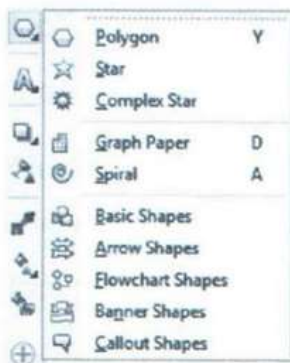 Polygon Y
Star
Complex Star
Graph Paper D
Spiral A
Basic Shapes
Arrow Shapes
Flowchart Shapes
Banner Shapes
Callout Shapes